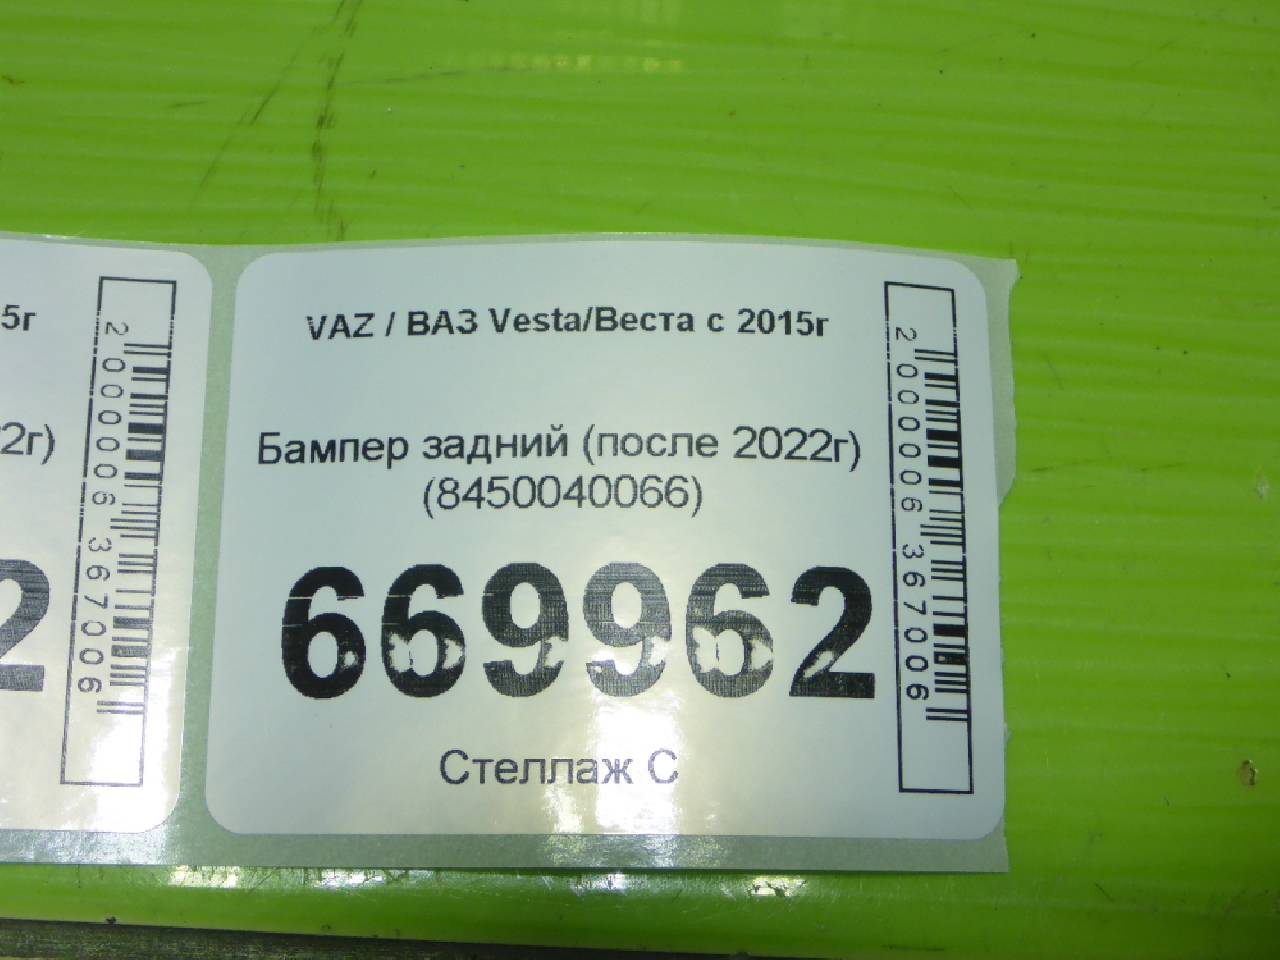 5г
2г)
2
2000006367006
VAZ / ВАЗ Vesta/Веста с 2015г
Бампер задний (после 2022г)
(8450040066)
669962
Стеллаж С
2000006367006